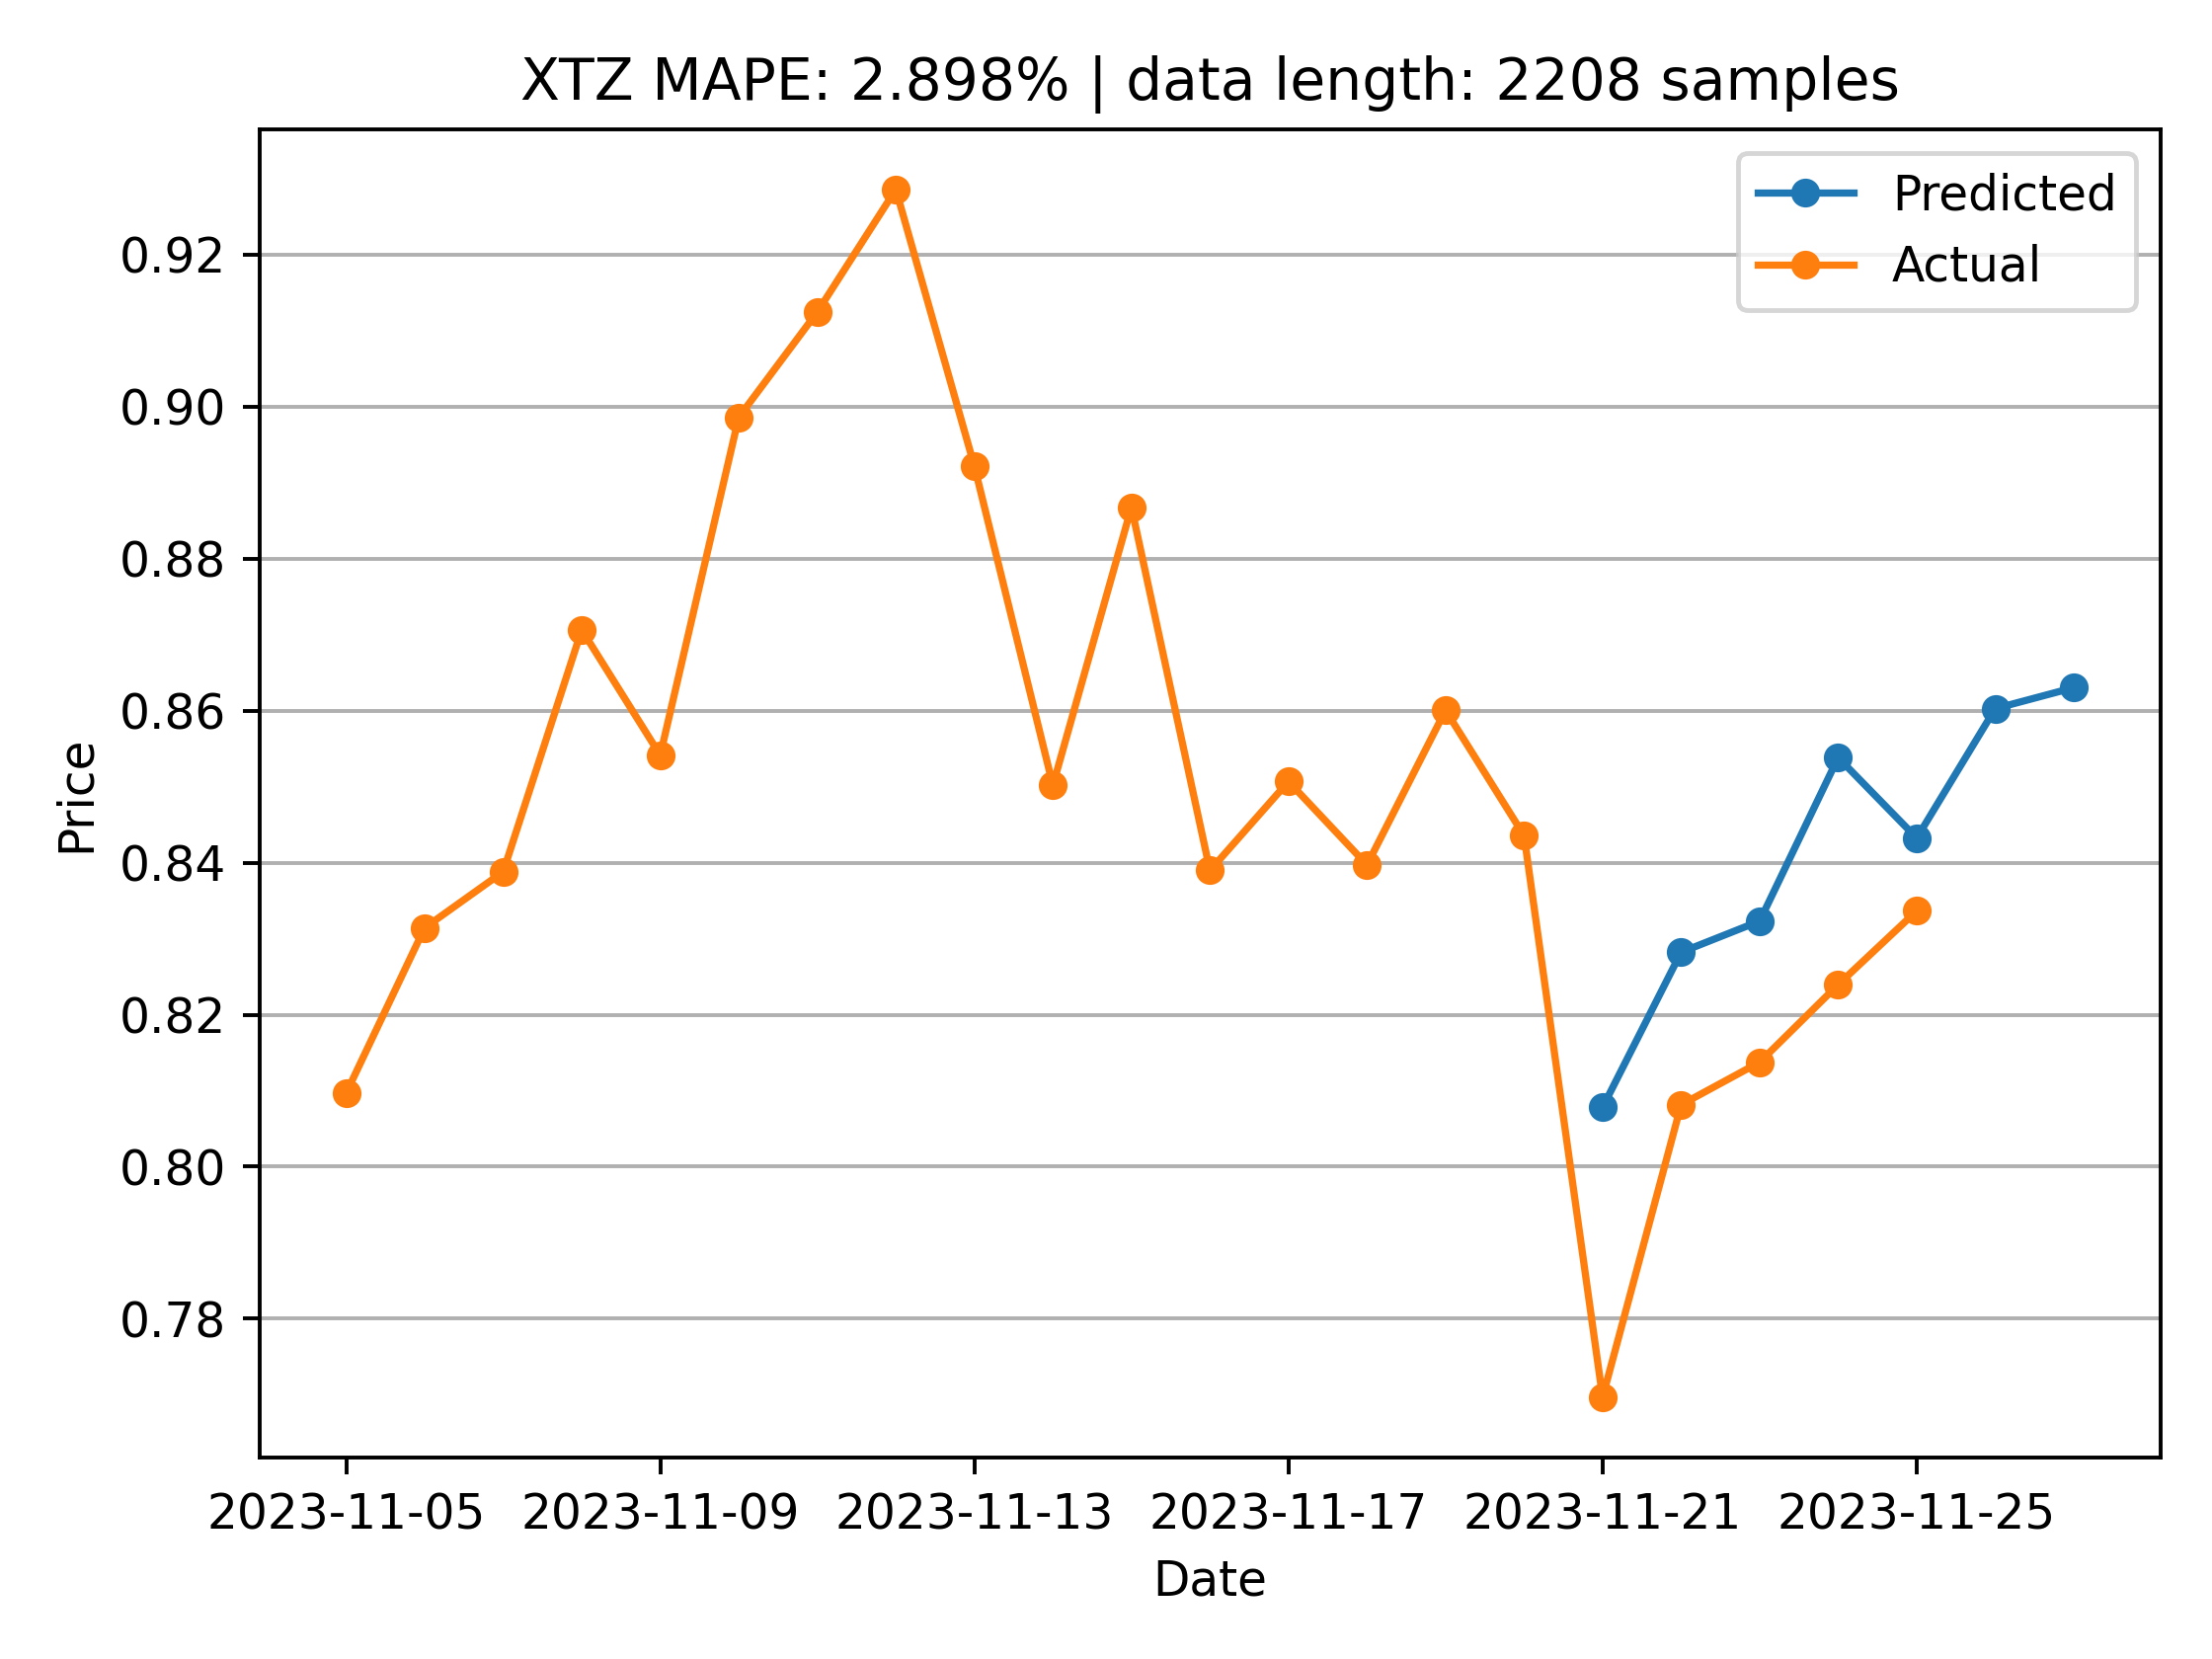 XTZ MAPE: 2.898% | data length: 2208 samples
Predicted
Actual
0.92
0.90
0.88
0.86
0.84
0.82
0.80
0.78
Price
2023-11-05 2023-11-09 2023-11-13 2023-11-17 2023-11-21 2023-11-25
Date